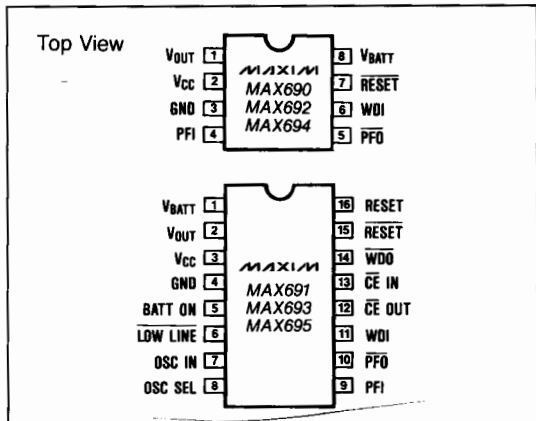 Top View
VOUT 1
8 VBATT
VCC 2
7 RESET
GND 3
6 WDI
PFI 4
5 PFO
MAXIM
MAX690
MAX692
MAX694
VBATT 1
16 RESET
VOUT 2
15 RESET
VCC 3
14 WDO
GND 4
13 CE IN
BATT ON 5
12 CE OUT
LOW LINE 6
11 WDI
OSC IN 7
10 PFO
OSC SEL 8
9 PFI
MAXIM
MAX691
MAX693
MAX695